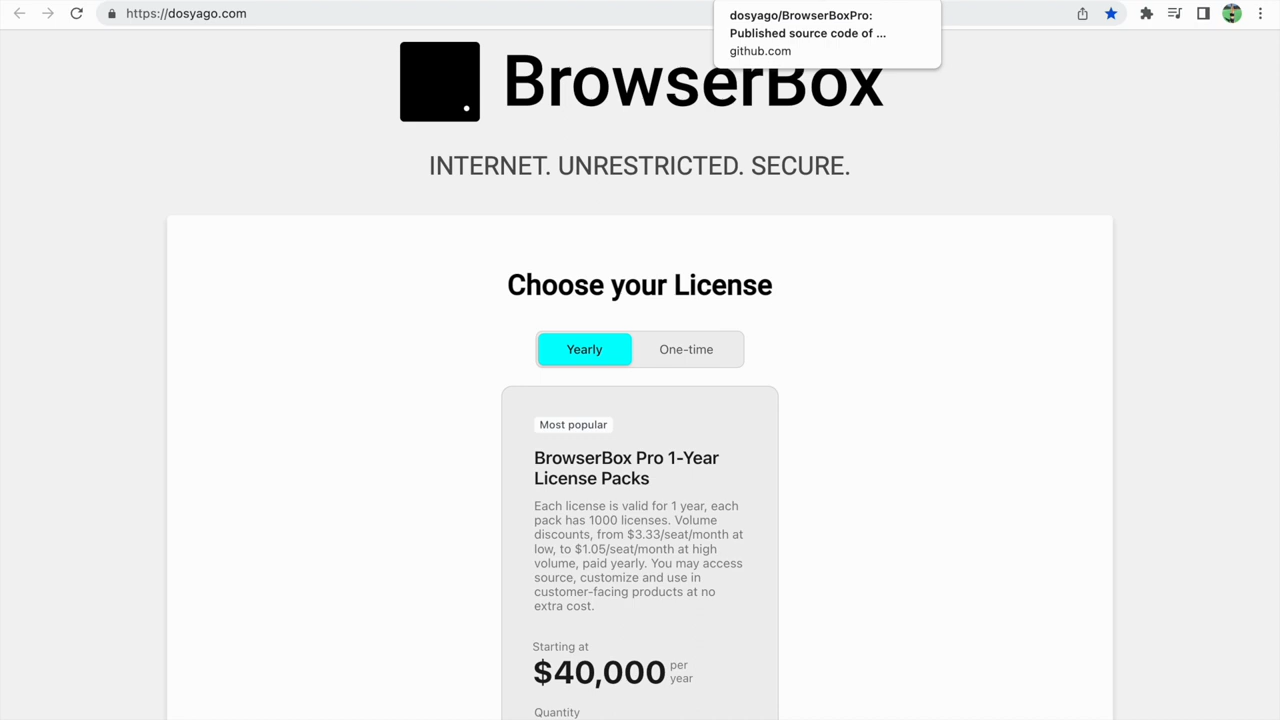 https://dosyago.com
dosyago/BrowserBoxPro:
Published source code of ...
github.com
BrowserBox
INTERNET. UNRESTRICTED. SECURE.
Choose your License
Yearly
One-time
Most popular
BrowserBox Pro 1-Year
License Packs
Each license is valid for 1 year, each
pack has 1000 licenses. Volume
discounts, from $3.33/seat/month at
low, to $1.05/seat/month at high
volume, paid yearly. You may access
source, customize and use in
customer-facing products at no
extra cost.
Starting at
$40,000 per
year
Quantity